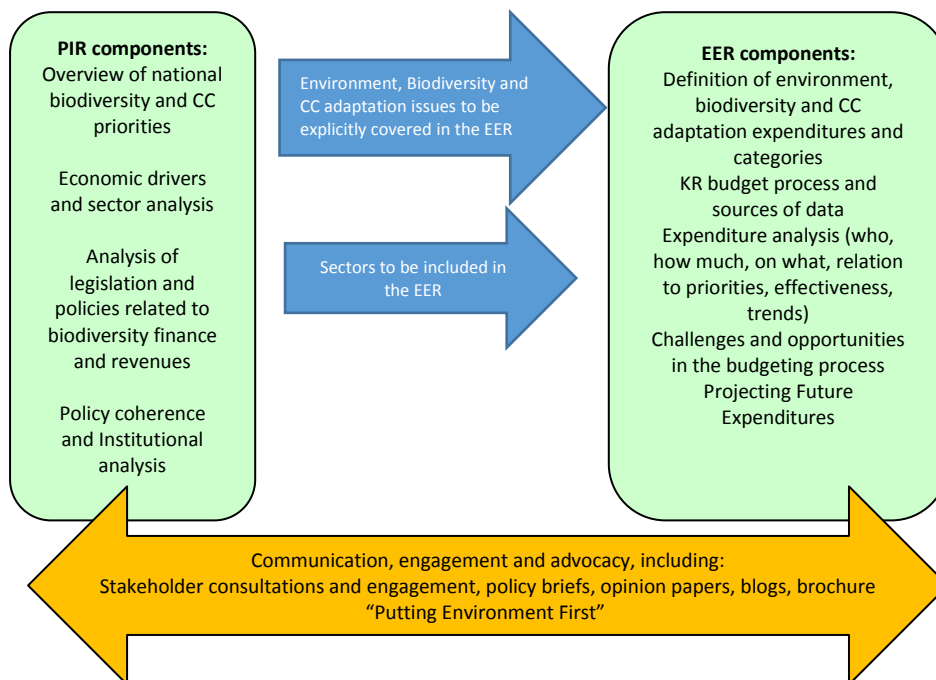 PIR components:
Overview of national
biodiversity and CC
priorities
Economic drivers
and sector analysis
Analysis of
legislation and
policies related to
biodiversity finance
and revenues
Policy coherence
and Institutional
analysis
Environment, Biodiversity and
CC adaptation issues to be
explicitly covered in the EER
Sectors to be included in
the EER
EER components:
Definition of environment,
biodiversity and CC
adaptation expenditures and
categories
KR budget process and
sources of data
Expenditure analysis (who,
how much, on what, relation
to priorities, effectiveness,
trends)
Challenges and opportunities
in the budgeting process
Projecting Future
Expenditures
Communication, engagement and advocacy, including:
Stakeholder consultations and engagement, policy briefs, opinion papers, blogs, brochure
“Putting Environment First”